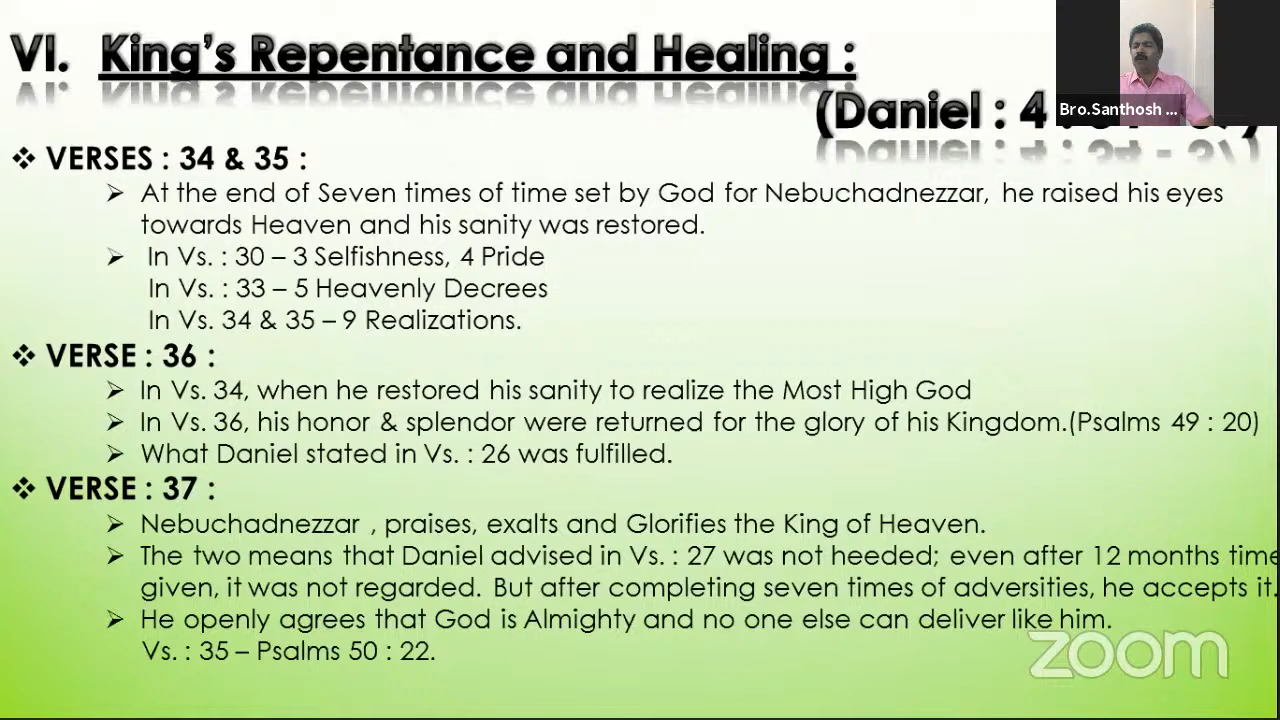 VI. King's Repentance and Healing :
(Daniel : 4
Bro.Santhosh ...
❖ VERSES : 34 & 35 :
➢ At the end of Seven times of time set by God for Nebuchadnezzar, he raised his eyes
towards Heaven and his sanity was restored.
➢ In Vs. : 30 – 3 Selfishness, 4 Pride
In Vs. : 33 – 5 Heavenly Decrees
In Vs. 34 & 35 – 9 Realizations.
❖ VERSE : 36 :
➢ In Vs. 34, when he restored his sanity to realize the Most High God
➢ In Vs. 36, his honor & splendor were returned for the glory of his Kingdom.(Psalms 49 : 20)
➢ What Daniel stated in Vs. : 26 was fulfilled.
❖ VERSE : 37 :
➢ Nebuchadnezzar , praises, exalts and Glorifies the King of Heaven.
➢ The two means that Daniel advised in Vs. : 27 was not heeded; even after 12 months time
given, it was not regarded. But after completing seven times of adversities, he accepts it.
➢ He openly agrees that God is Almighty and no one else can deliver like him.
Vs. : 35 – Psalms 50 : 22.
zoom